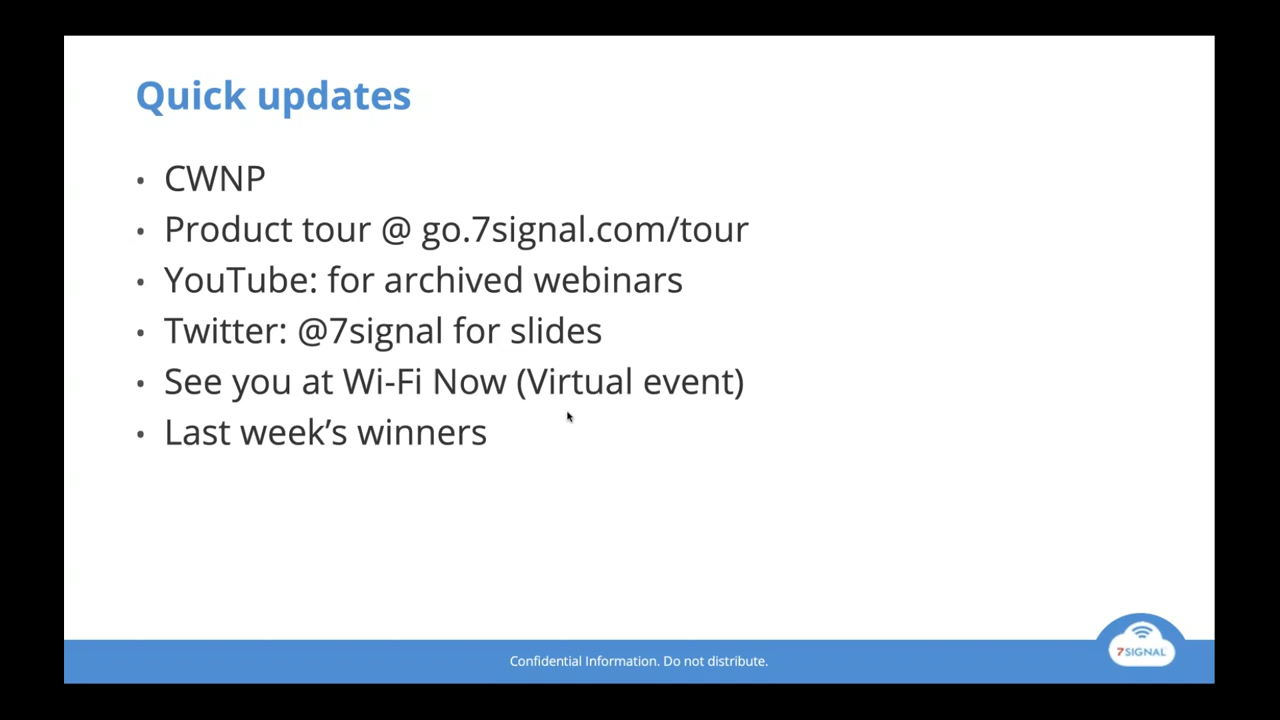 Quick updates
• CWNP
• Product tour @ go.7signal.com/tour
• YouTube: for archived webinars
• Twitter: @7signal for slides
• See you at Wi-Fi Now (Virtual event)
• Last week’s winners
Confidential Information. Do not distribute.
7SIGNAL